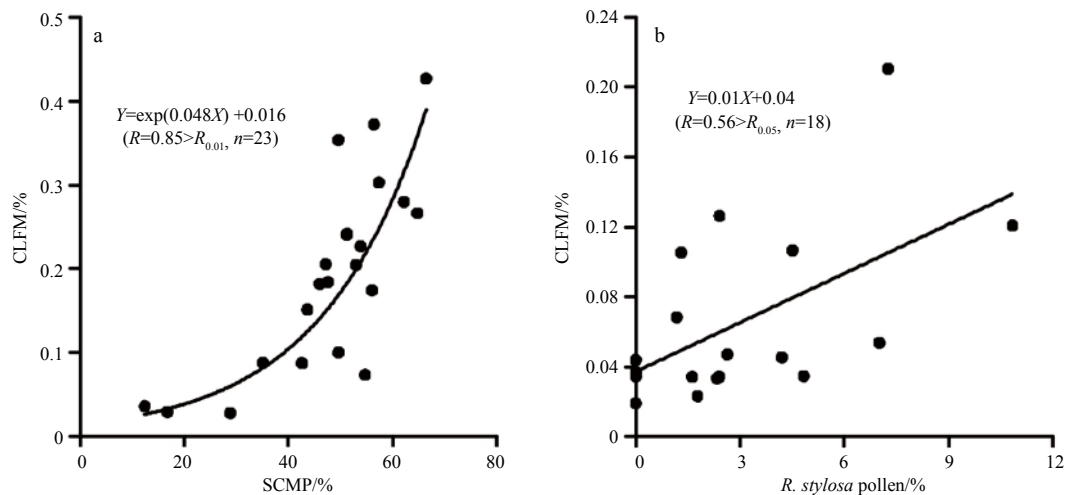 a
Y=exp(0.048X) +0.016
(R=0.85>R0.01, n=23)
CLFM/%
0.5
0.4
0.3
0.2
0.1
0
0
20
40
60
80
SCMP/%
b
Y=0.01X+0.04
(R=0.56>R0.05, n=18)
CLFM/%
0.24
0.20
0.16
0.12
0.08
0.04
0
0
3
6
9
12
R. stylosa pollen/%